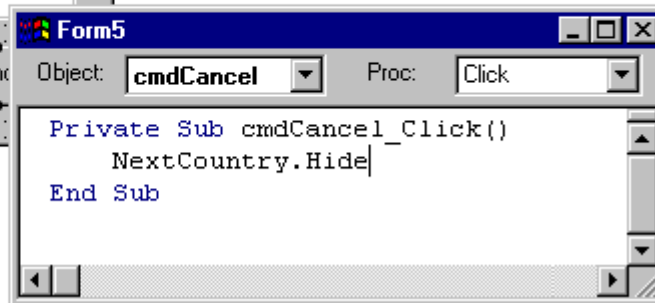 Form5
Object: cmdCancel Proc: Click
Private Sub cmdCancel_Click()
NextCountry.Hide
End Sub